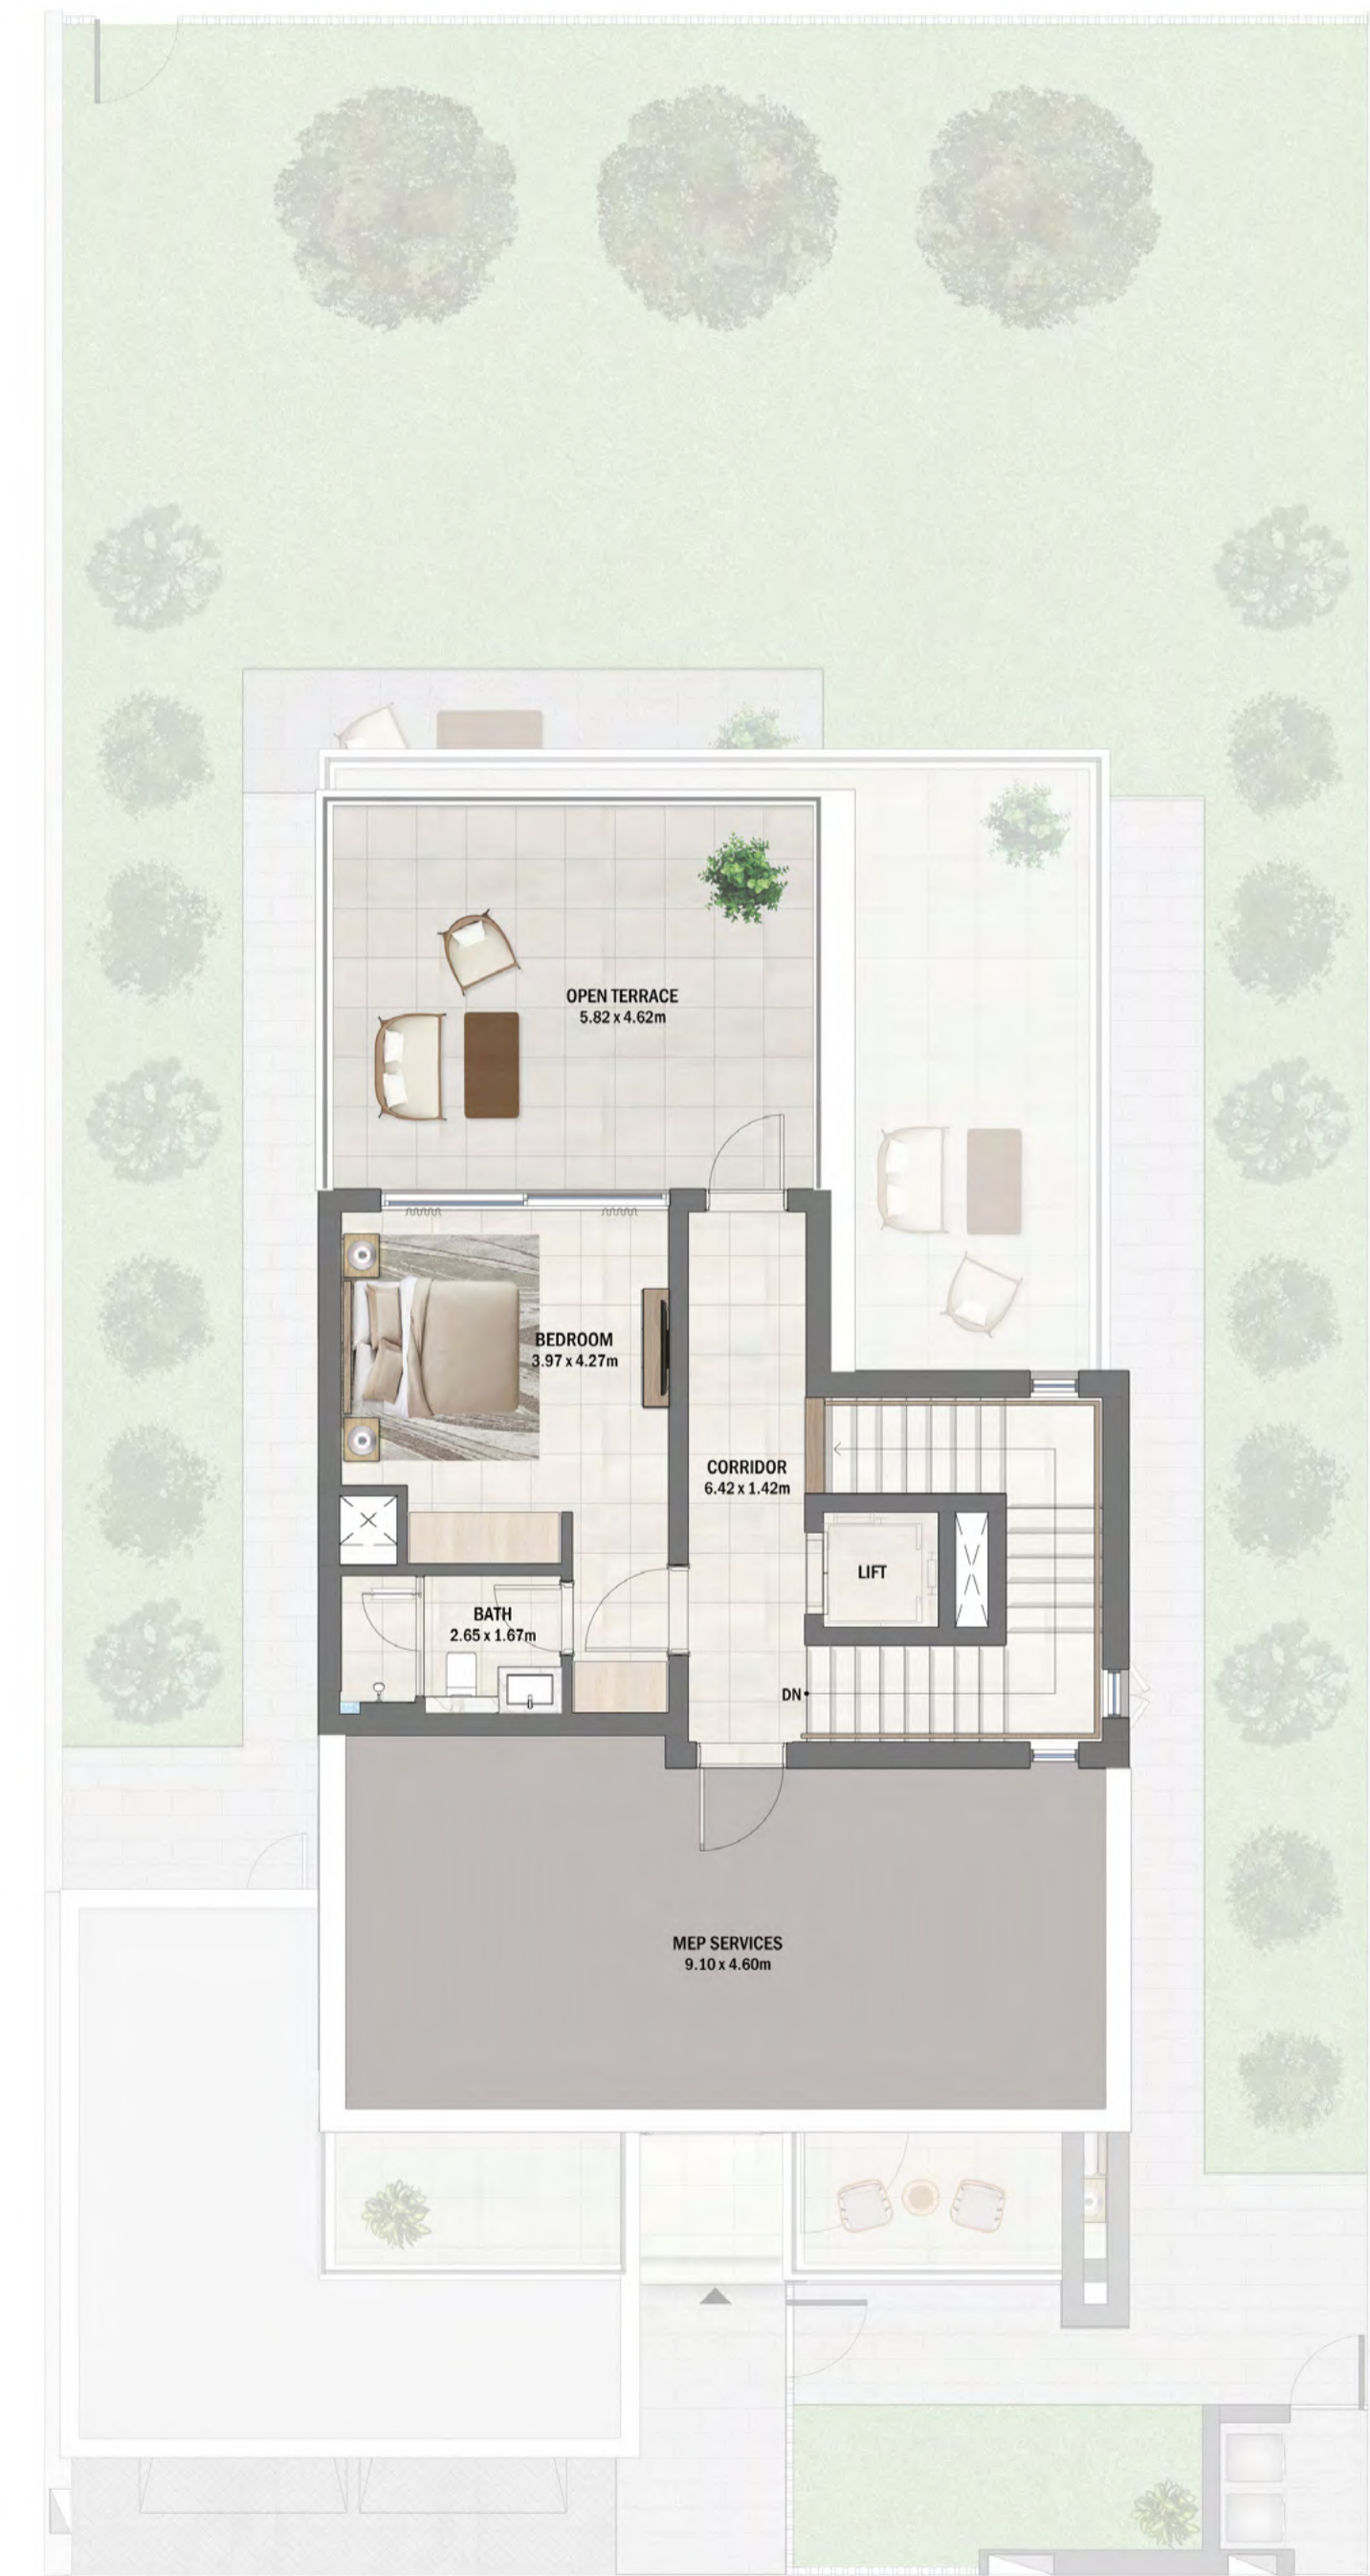 OPEN TERRACE
5.82 x 4.62m
BEDROOM
3.97 x 4.27m
CORRIDOR
6.42 x 1.42m
LIFT
BATH
2.65 x 1.67m
DN
MEP SERVICES
9.10 x 4.60m